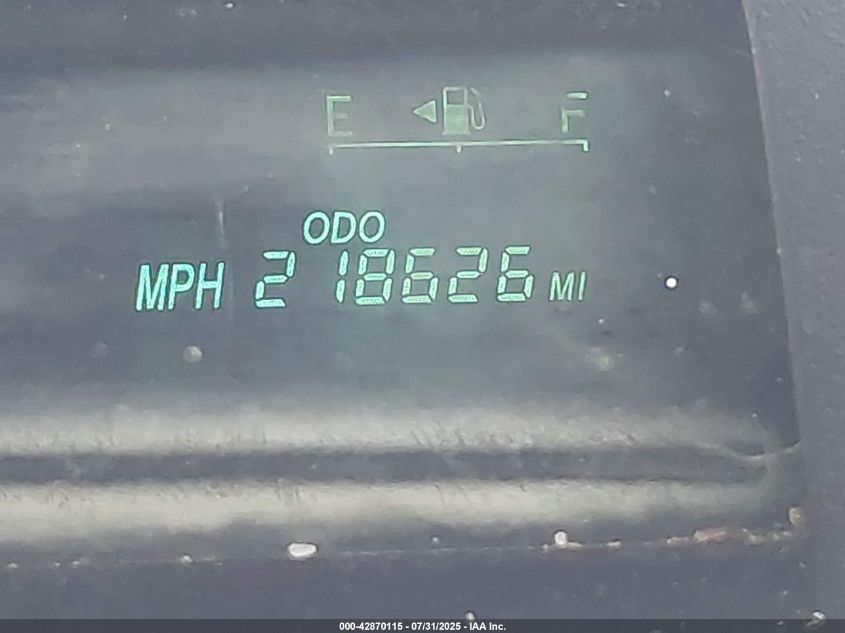 E F
ODO
MPH 218626 MI
000-42870115 - 07/31/2025 - IAA Inc.